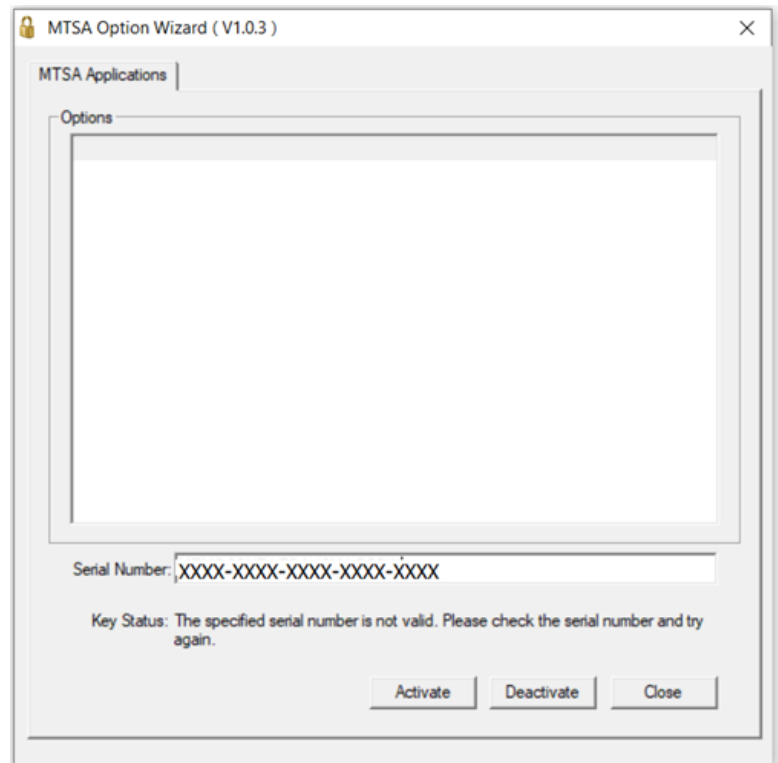 MTSA Option Wizard ( V1.0.3 )
MTSA Applications
Options
Serial Number: XXXX-XXXX-XXXX-XXXX-XXXX
Key Status: The specified serial number is not valid. Please check the serial number and try
again.
Activate Deactivate Close